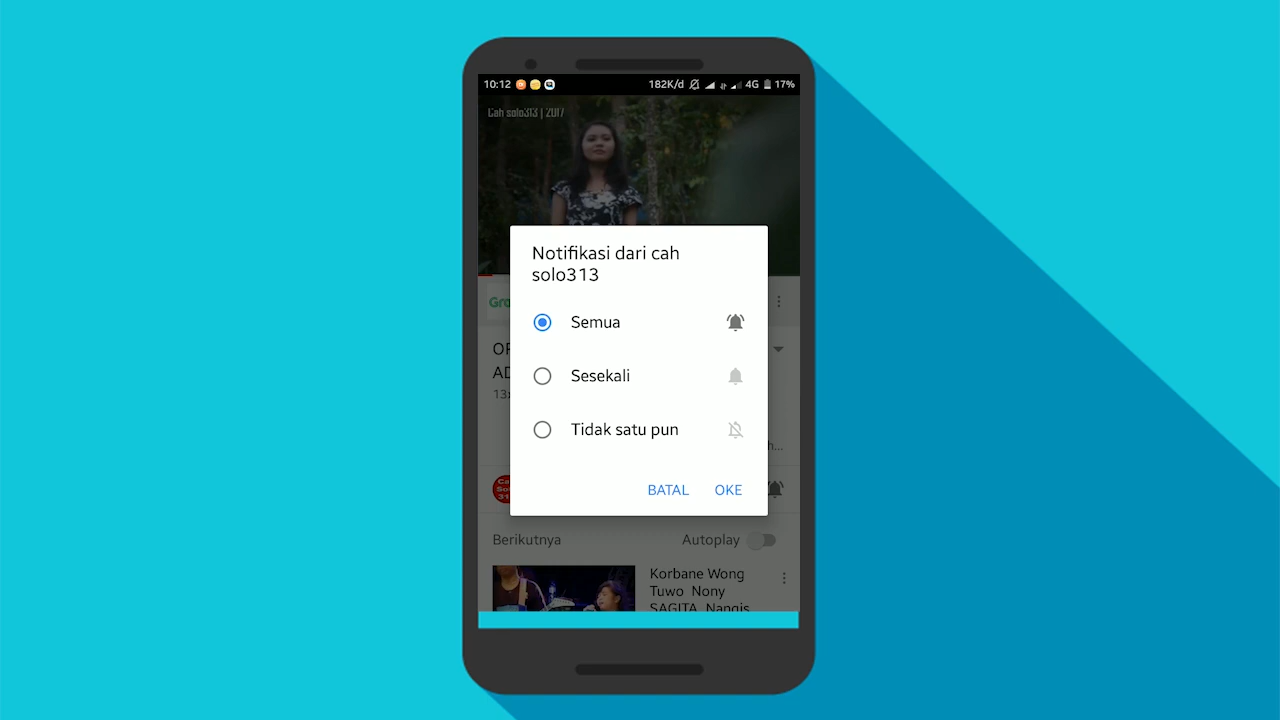 10:12 182K/d 4G 17%
Cah solo313 | 2017
Notifikasi dari cah
solo313
Semua
Sesekali
Tidak satu pun
BATAL OKE
Berikutnya Autoplay
Korbane Wong
Tuwo Nony
SAGITA Nangis